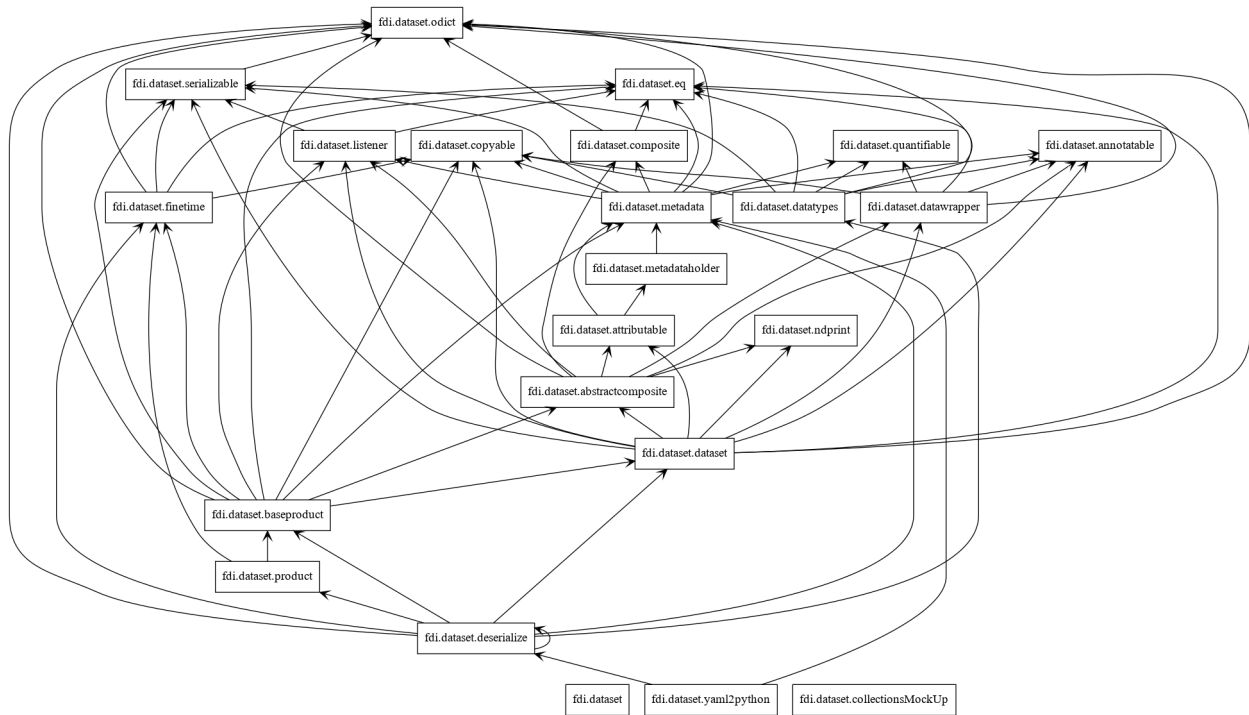 fdi.dataset.odict
fdi.dataset.serializable
fdi.dataset.eq
fdi.dataset.listener
fdi.dataset.copyable
fdi.dataset.composite
fdi.dataset.quantifiable
fdi.dataset.annotatable
fdi.dataset.finetime
fdi.dataset.metadata
fdi.dataset.datatypes
fdi.dataset.datawrapper
fdi.dataset.metadataholder
fdi.dataset.attributable
fdi.dataset.ndprint
fdi.dataset.abstractcomposite
fdi.dataset.dataset
fdi.dataset.baseproduct
fdi.dataset.product
fdi.dataset.deserialize
fdi.dataset
fdi.dataset.yaml2python
fdi.dataset.collectionsMockUp